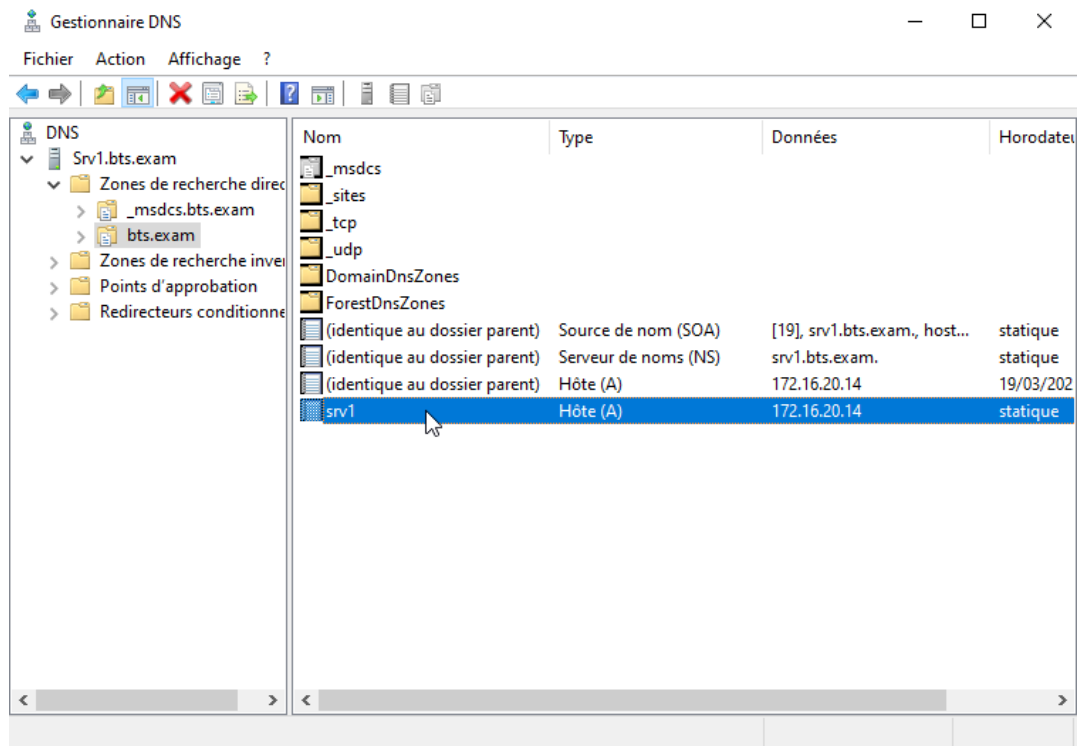 Gestionnaire DNS
Fichier Action Affichage ?
DNS
Srv1.bts.exam
Zones de recherche direc
_msdcs.bts.exam
bts.exam
Zones de recherche inver
Points d'approbation
Redirecteurs conditionne
Nom Type Données Horodateu
_msdcs
_sites
_tcp
_udp
DomainDnsZones
ForestDnsZones
(identique au dossier parent) Source de nom (SOA) [19], srv1.bts.exam., host... statique
(identique au dossier parent) Serveur de noms (NS) srv1.bts.exam. statique
(identique au dossier parent) Hôte (A) 172.16.20.14 19/03/202
srv1 Hôte (A) 172.16.20.14 statique